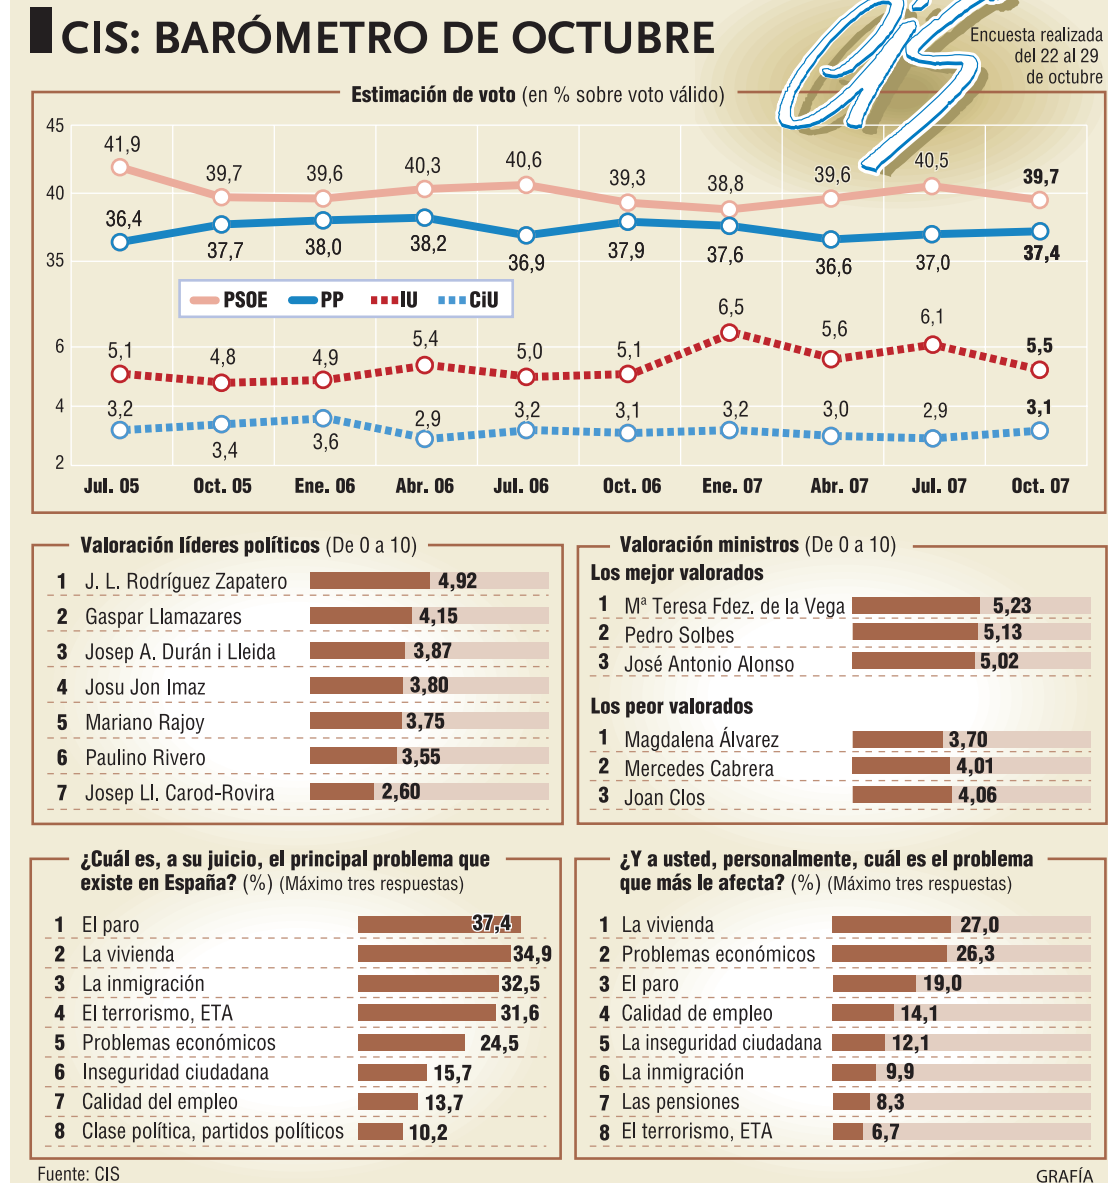 CIS: BARÓMETRO DE OCTUBRE
cis
Encuesta realizada
del 22 al 29
de octubre
Estimación de voto (en % sobre voto válido)
45
40
35
6
4
2
41,9 39,7 39,6 40,3 40,6 39,3 38,8 39,6 40,5 39,7
36,4 37,7 38,0 38,2 36,9 37,9 37,6 36,6 37,0 37,4
PSOE PP IU CiU
5,1 4,8 4,9 5,4 5,0 5,1 6,5 5,6 6,1 5,5
3,2 3,4 3,6 2,9 3,2 3,1 3,2 3,0 2,9 3,1
Jul. 05 Oct. 05 Ene. 06 Abr. 06 Jul. 06 Oct. 06 Ene. 07 Abr. 07 Jul. 07 Oct. 07
Valoración líderes políticos (De 0 a 10)
1 J. L. Rodríguez Zapatero 4,92
2 Gaspar Llamazares 4,15
3 Josep A. Durán i Lleida 3,87
4 Josu Jon Imaz 3,80
5 Mariano Rajoy 3,75
6 Paulino Rivero 3,55
7 Josep Ll. Carod-Rovira 2,60
Valoración ministros (De 0 a 10)
Los mejor valorados
1 Mª Teresa Fdez. de la Vega 5,23
2 Pedro Solbes 5,13
3 José Antonio Alonso 5,02
Los peor valorados
1 Magdalena Álvarez 3,70
2 Mercedes Cabrera 4,01
3 Joan Clos 4,06
¿Cuál es, a su juicio, el principal problema que
existe en España? (%) (Máximo tres respuestas)
1 El paro 37,4
2 La vivienda 34,9
3 La inmigración 32,5
4 El terrorismo, ETA 31,6
5 Problemas económicos 24,5
6 Inseguridad ciudadana 15,7
7 Calidad del empleo 13,7
8 Clase política, partidos políticos 10,2
¿Y a usted, personalmente, cuál es el problema
que más le afecta? (%) (Máximo tres respuestas)
1 La vivienda 27,0
2 Problemas económicos 26,3
3 El paro 19,0
4 Calidad de empleo 14,1
5 La inseguridad ciudadana 12,1
6 La inmigración 9,9
7 Las pensiones 8,3
8 El terrorismo, ETA 6,7
Fuente: CIS
GRAFÍA